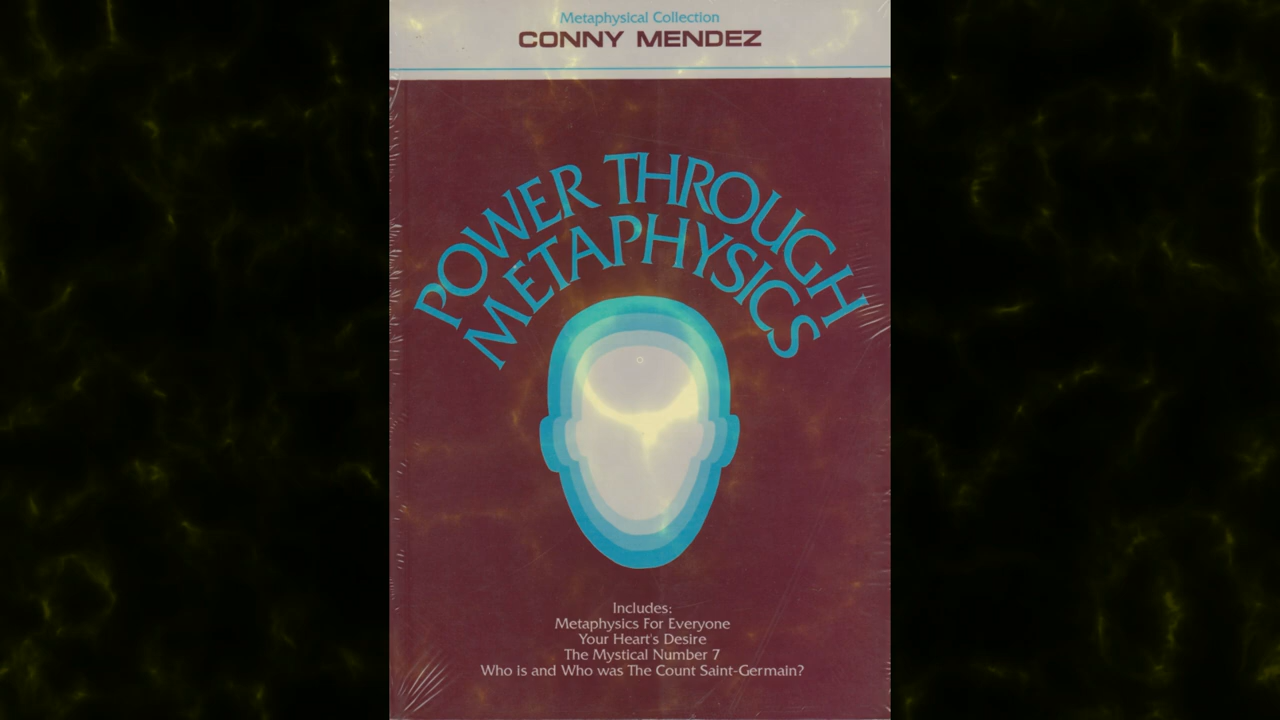 Metaphysical Collection
CONNY MENDEZ
POWER THROUGH
METAPHYSICS
Includes:
Metaphysics For Everyone
Your Heart's Desire
The Mystical Number 7
Who is and Who was The Count Saint-Germain?